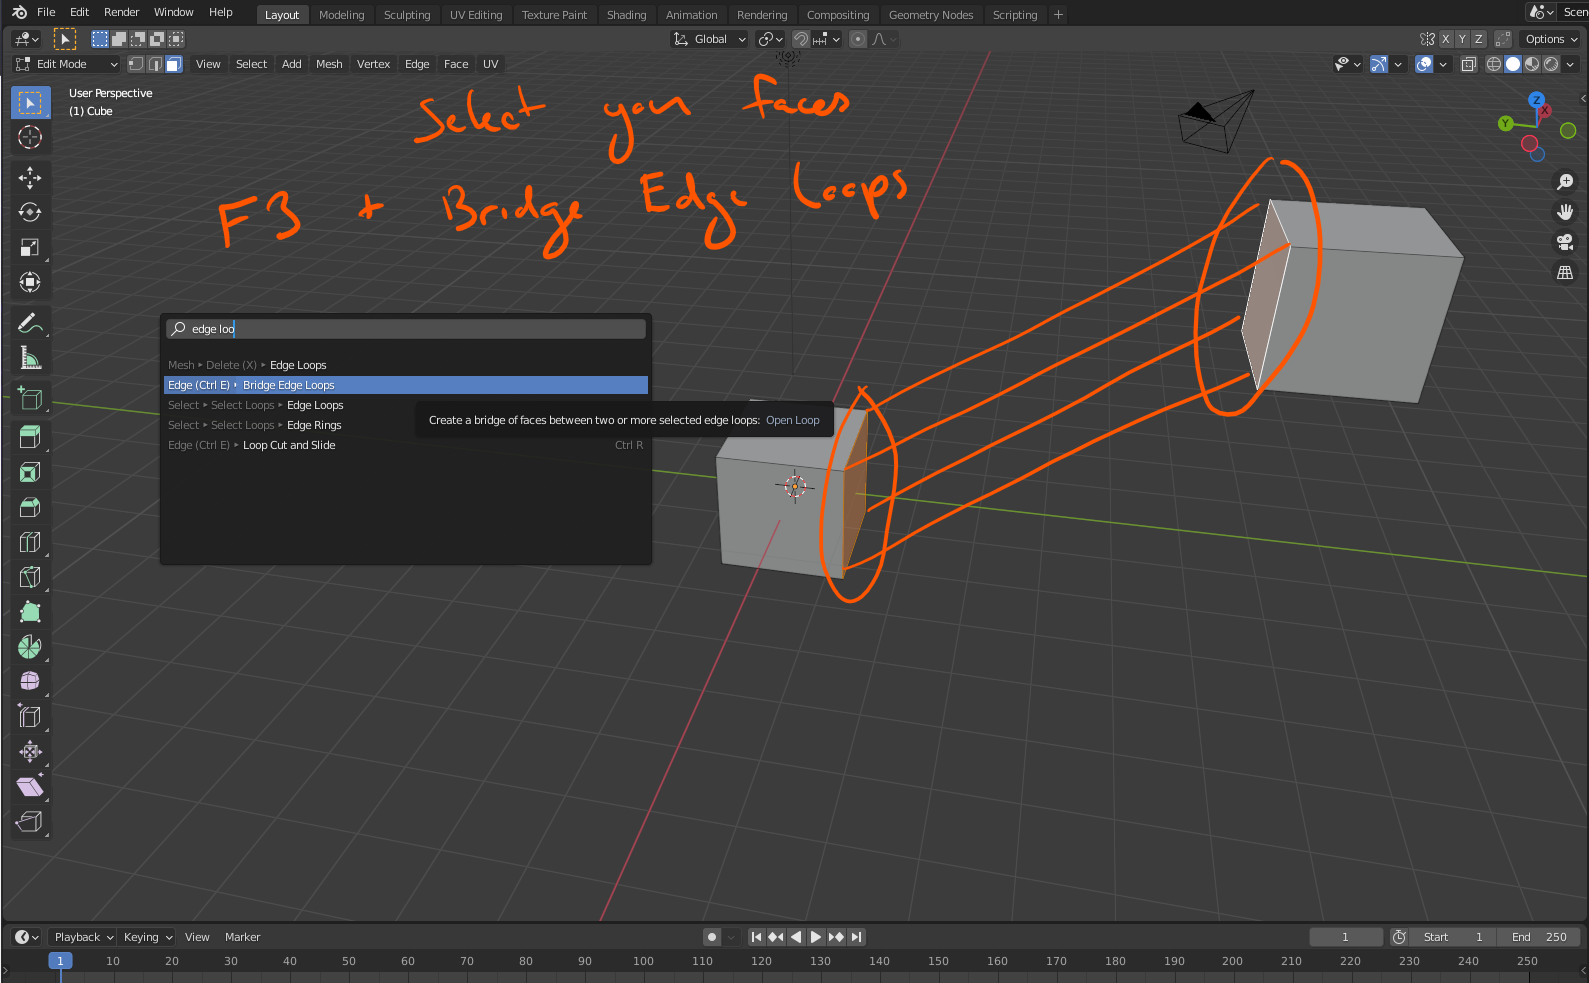 File Edit Render Window Help Layout Modeling Sculpting UV Editing Texture Paint Shading Animation Rendering Compositing Geometry Nodes Scripting + Scen
Global X Y Z Options
Edit Mode View Select Add Mesh Vertex Edge Face UV
User Perspective
(1) Cube
Z
X
Y
Select your faces
F3 + Bridge Edge Loops
edge loo
Mesh ▸ Delete (X) ▸ Edge Loops
Edge (Ctrl E) ▸ Bridge Edge Loops
Select ▸ Select Loops ▸ Edge Loops
Create a bridge of faces between two or more selected edge loops: Open Loop
Select ▸ Select Loops ▸ Edge Rings
Edge (Ctrl E) ▸ Loop Cut and Slide Ctrl R
Playback Keying View Marker 1 Start 1 End 250
1 10 20 30 40 50 60 70 80 90 100 110 120 130 140 150 160 170 180 190 200 210 220 230 240 250